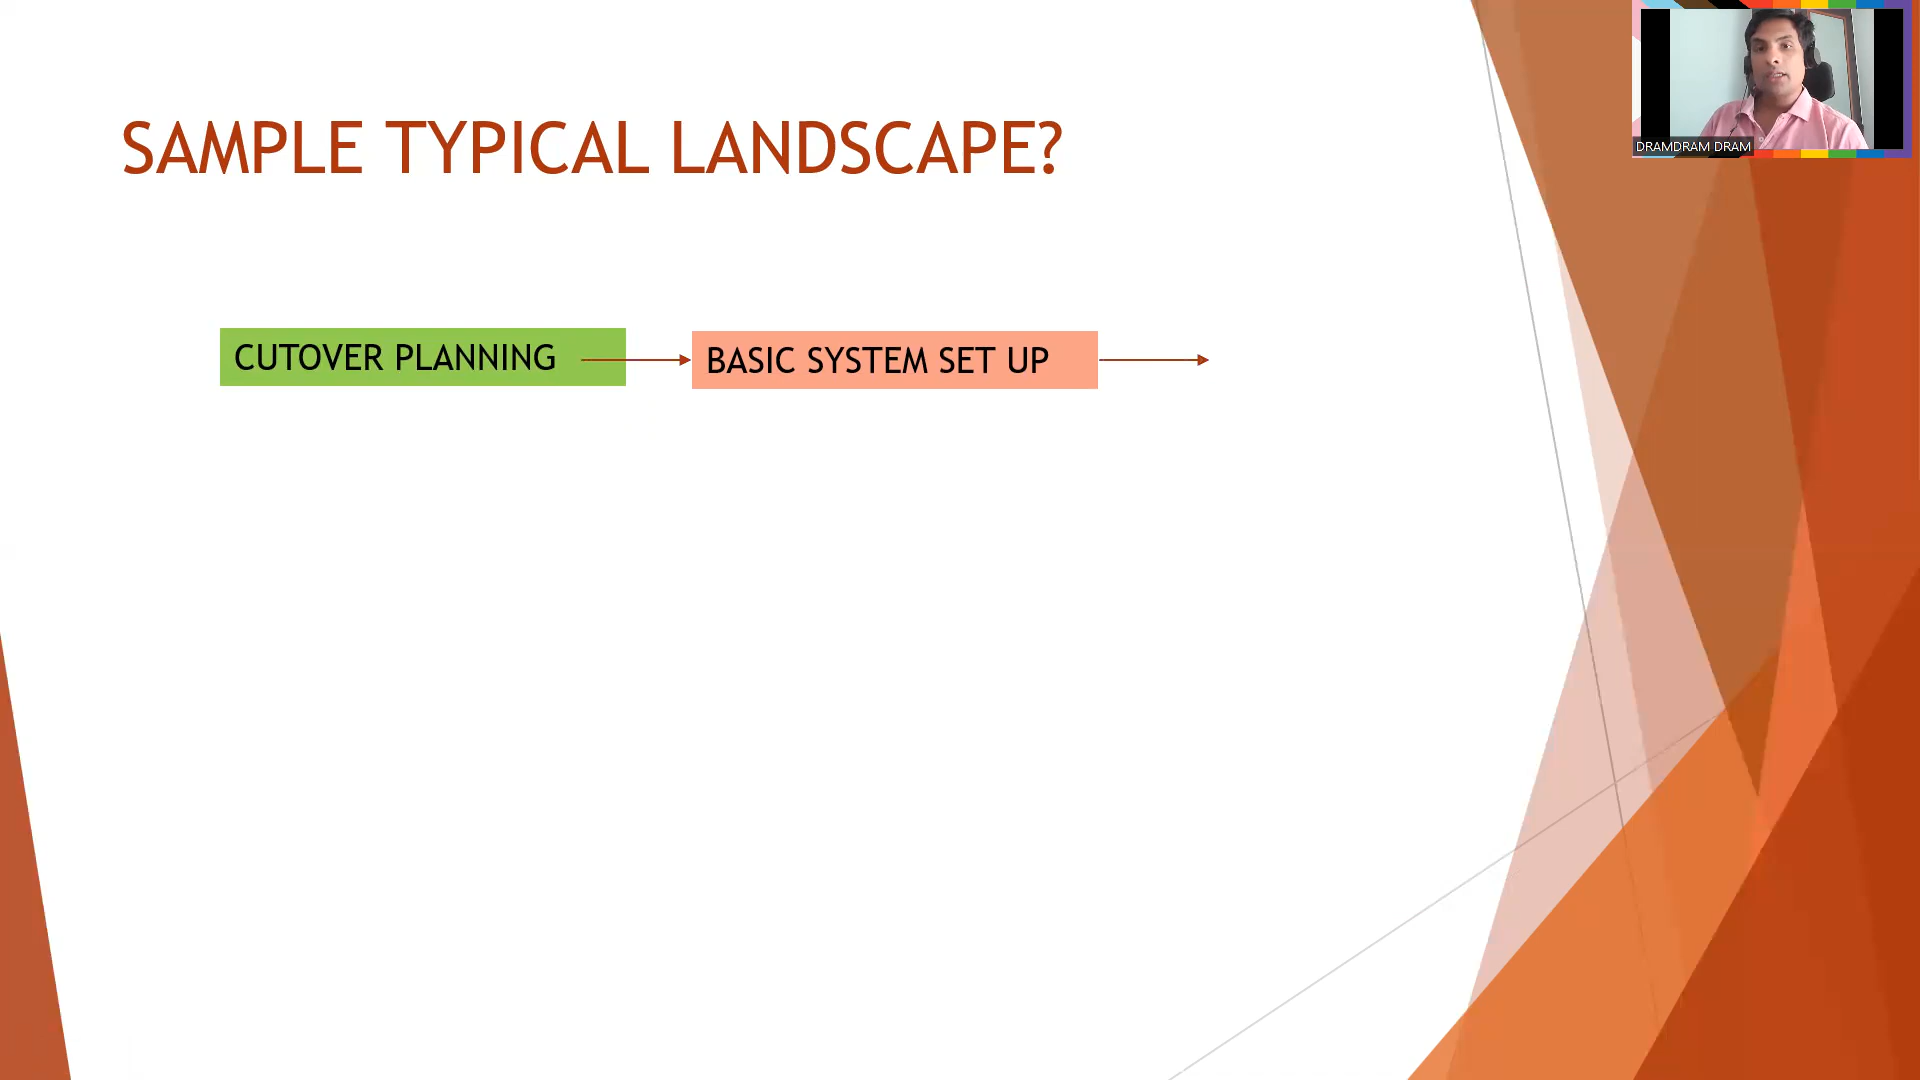 SAMPLE TYPICAL LANDSCAPE?
CUTOVER PLANNING
BASIC SYSTEM SET UP
DRAMDRAM DRAM